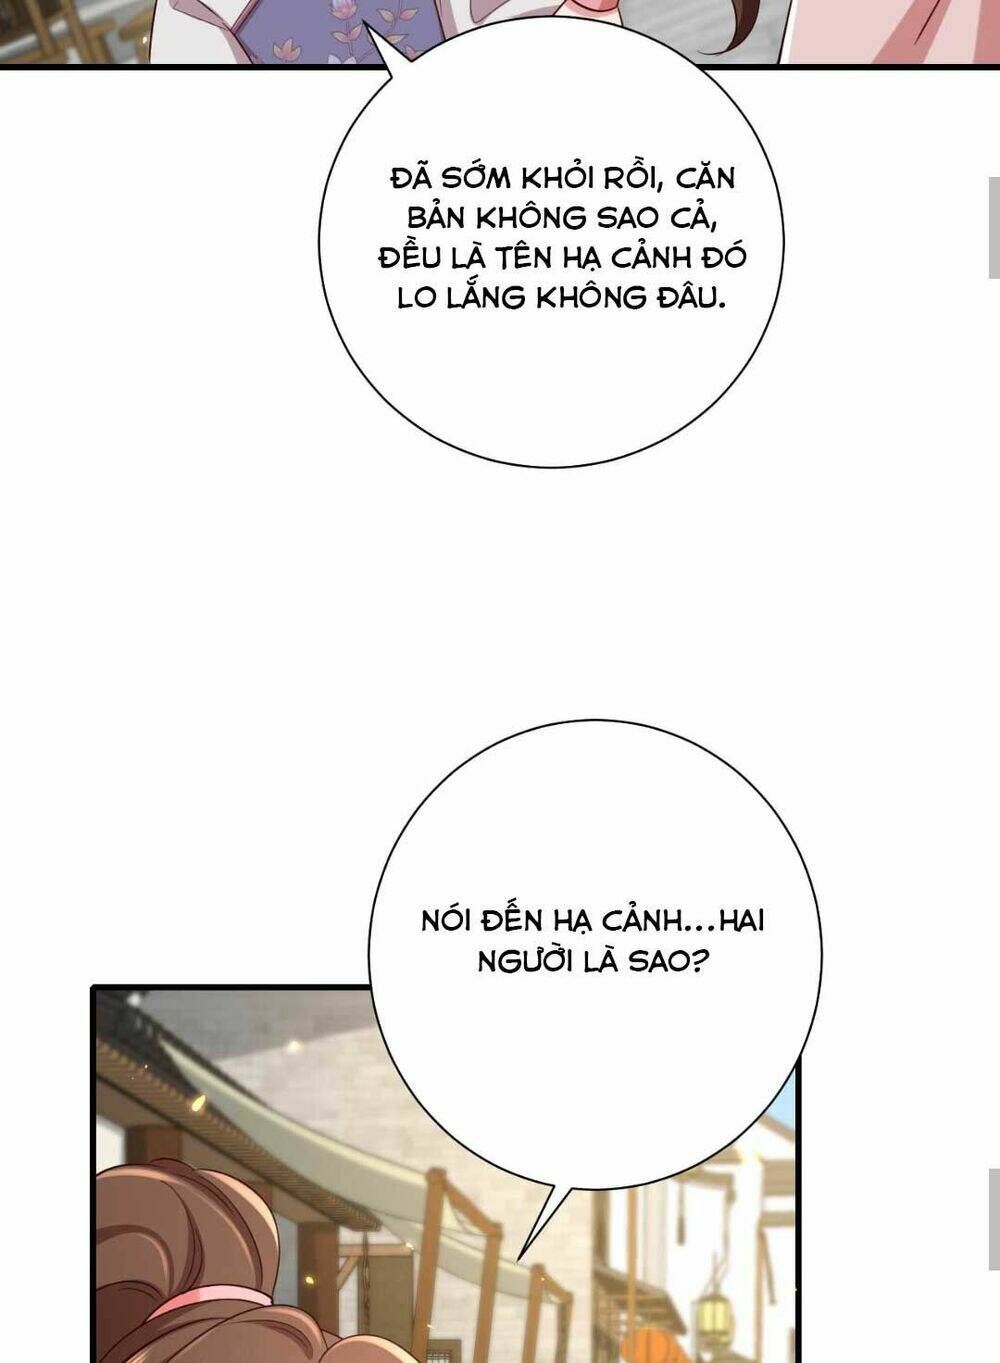 ĐÃ SỚM KHỎI RỒI, CĂN
BẢN KHÔNG SAO CẢ,
ĐỀU LÀ TÊN HẠ CẢNH ĐÓ
LO LẮNG KHÔNG ĐÂU.
NÓI ĐẾN HẠ CẢNH...HAI
NGƯỜI LÀ SAO?